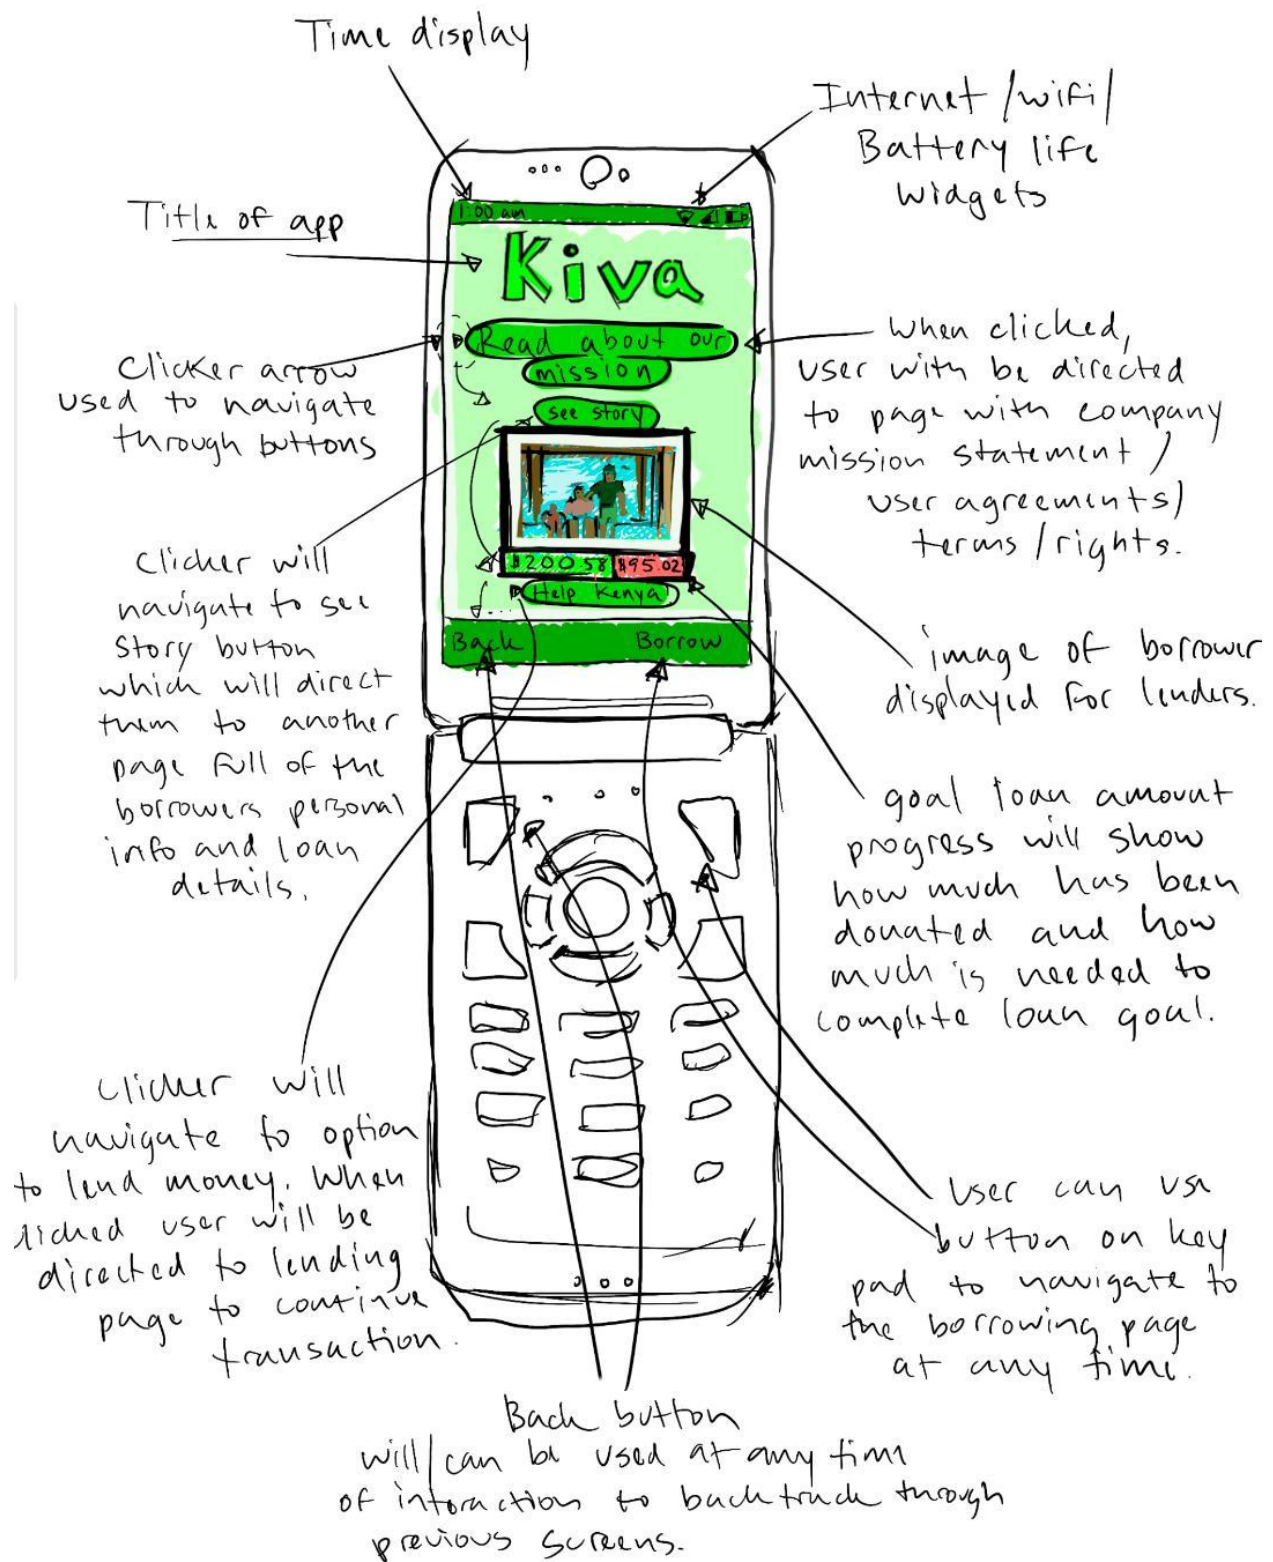 Time display
Internet/wifi/
Battery life
widgets
Title of app
1:00 am
Kiva
Read about our
mission
see story
$200.58 $95.02
Help Kenya
Back Borrow
Clicker arrow
used to navigate
through buttons
when clicked,
user with be directed
to page with company
mission statement/
user agreements/
terms/rights.
Clicker will
navigate to see
story button
which will direct
them to another
page full of the
borrowers personal
info and loan
details.
image of borrower
displayed for lenders.
goal loan amount
progress will show
how much has been
donated and how
much is needed to
complete loan goal.
Clicker will
navigate to option
to lend money. When
clicked user will be
directed to lending
page to continue
transaction.
User can use
button on key
pad to navigate to
the borrowing page
at any time.
Back button
will/can be used at any time
of interaction to backtrack through
previous screens.